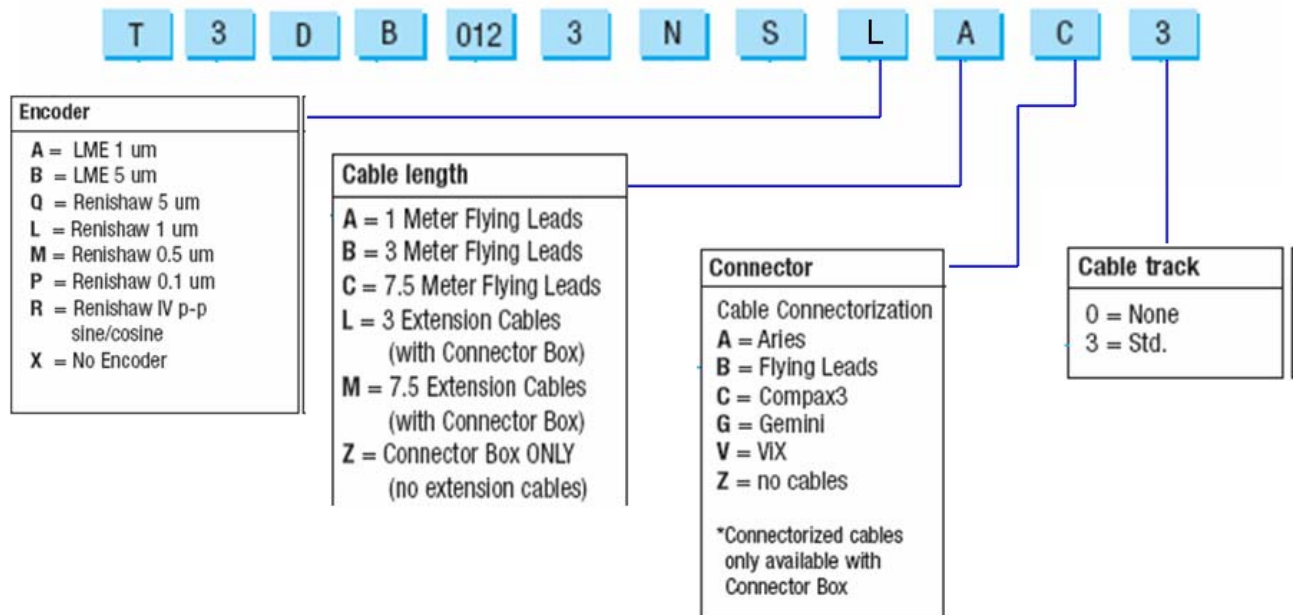 T 3 D B 012 3 N S L A C 3
Encoder
A = LME 1 um
B = LME 5 um
Q = Renishaw 5 um
L = Renishaw 1 um
M = Renishaw 0.5 um
P = Renishaw 0.1 um
R = Renishaw IV p-p
sine/cosine
X = No Encoder
Cable length
A = 1 Meter Flying Leads
B = 3 Meter Flying Leads
C = 7.5 Meter Flying Leads
L = 3 Extension Cables
(with Connector Box)
M = 7.5 Extension Cables
(with Connector Box)
Z = Connector Box ONLY
(no extension cables)
Connector
Cable Connectorization
A = Aries
B = Flying Leads
C = Compax3
G = Gemini
V = ViX
Z = no cables
*Connectorized cables
only available with
Connector Box
Cable track
0 = None
3 = Std.